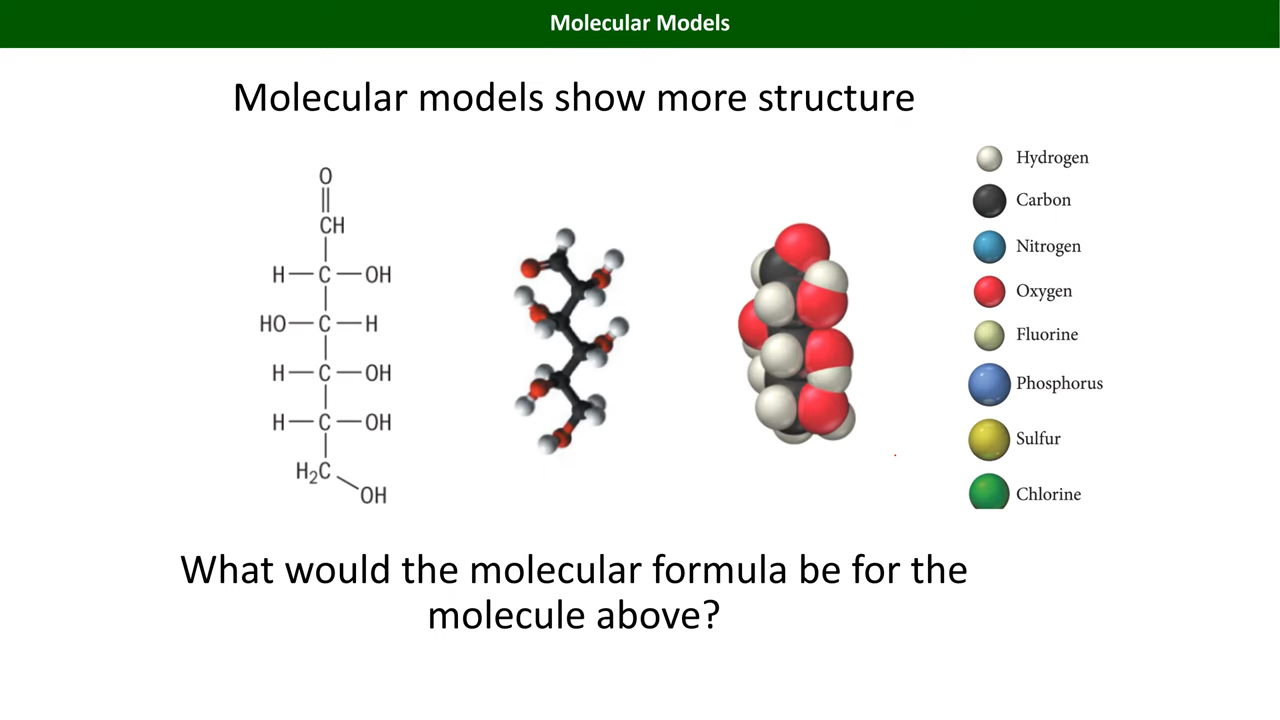 Molecular Models
Molecular models show more structure
O
CH
H—C—OH
HO—C—H
H—C—OH
H—C—OH
H₂C
OH
Hydrogen
Carbon
Nitrogen
Oxygen
Fluorine
Phosphorus
Sulfur
Chlorine
What would the molecular formula be for the
molecule above?